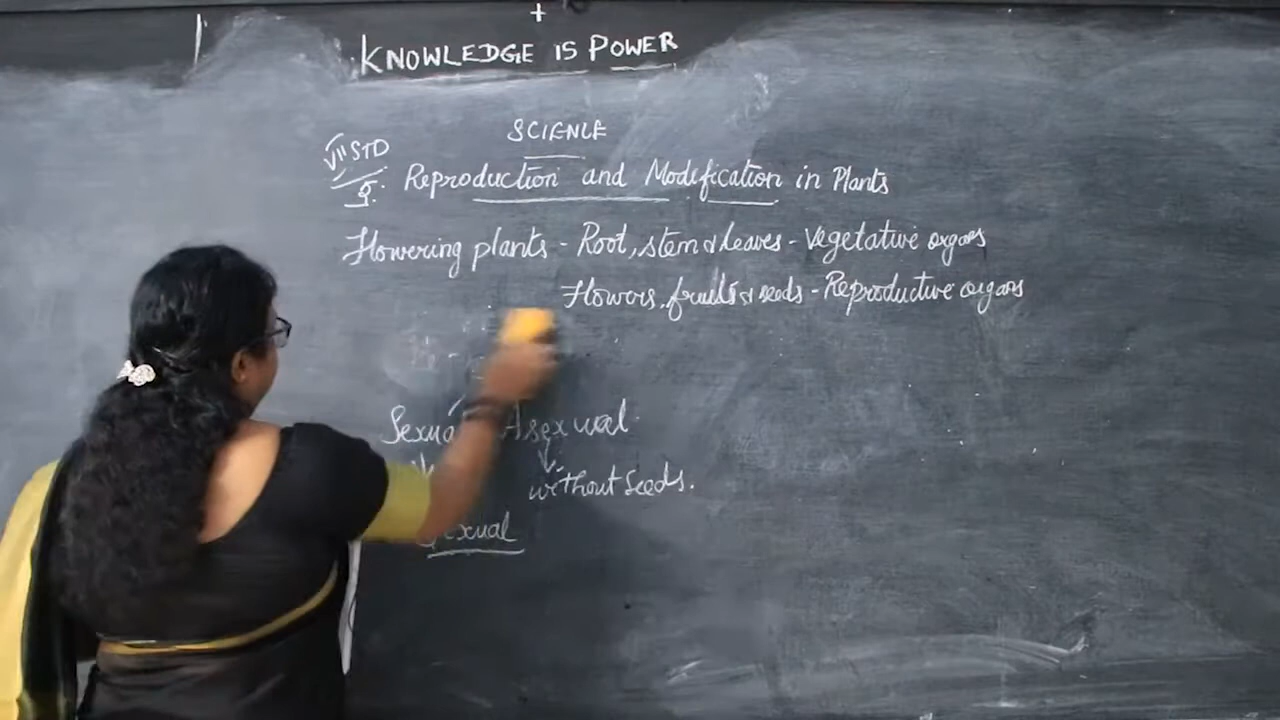 KNOWLEDGE IS POWER
SCIENCE
VII STD
5. Reproduction and Modification in Plants
Flowering plants - Root, stem & Leaves - Vegetative organs
Flowers, fruits & seeds - Reproductive organs
Asexual
without Seeds.